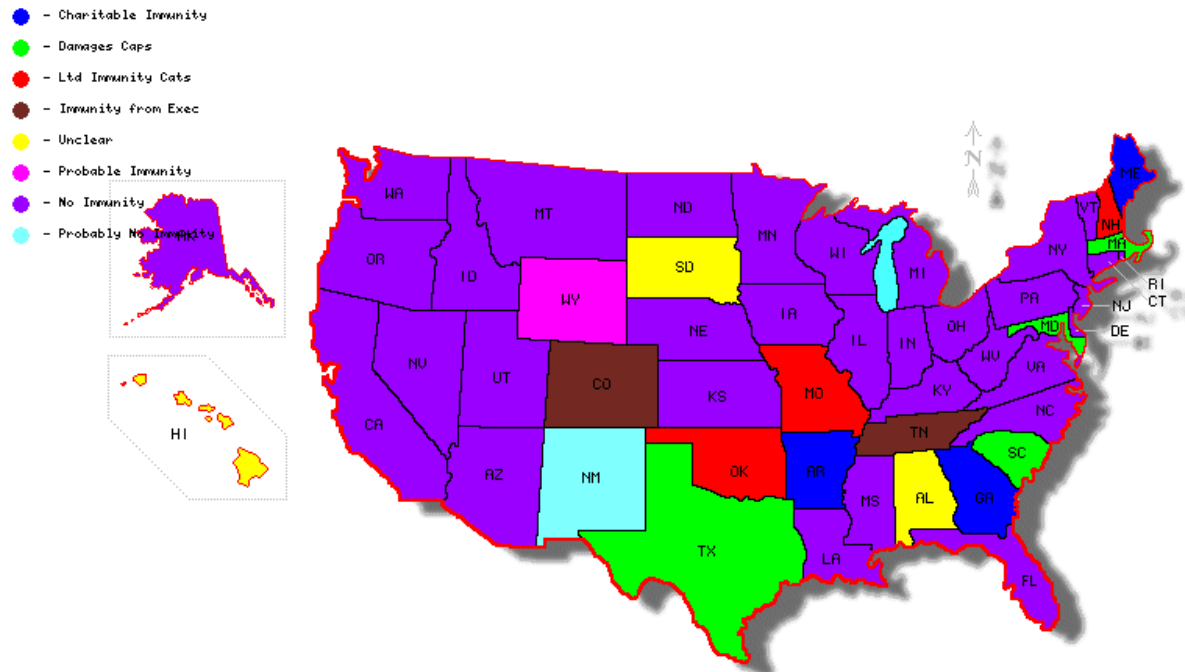 - Charitable Immunity
- Damages Caps
- Ltd Immunity Cats
- Immunity from Exec
- Unclear
- Probable Immunity
- No Immunity
- Probably No Immunity
AK
HI
N
WA
MT
ND
MN
OR
ID
WY
SD
WI
MI
NY
VT
NH
ME
MA
RI
CT
NJ
DE
PA
MD
IA
NE
NV
UT
CO
KS
IL
IN
OH
WV
VA
KY
MO
CA
AZ
NM
OK
AR
TN
NC
SC
TX
LA
MS
AL
GA
FL